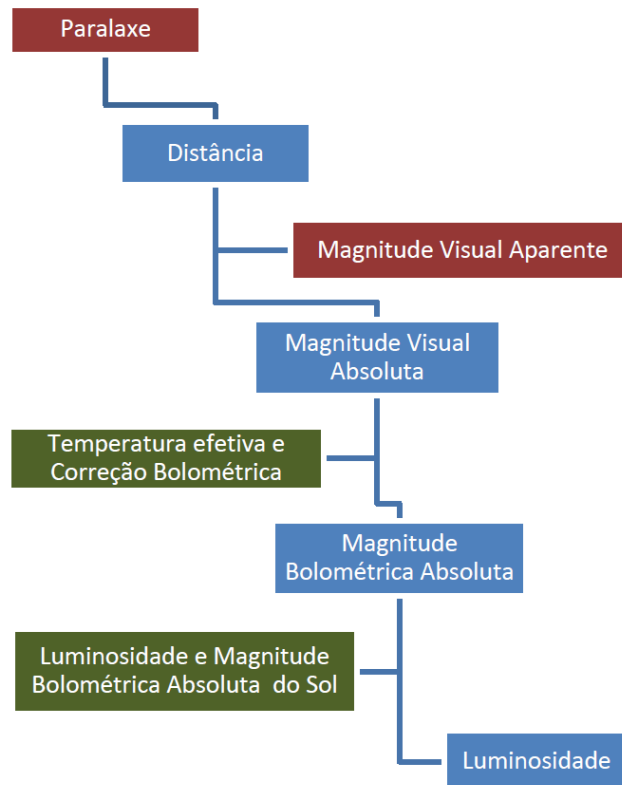 Paralaxe
Distância
Magnitude Visual Aparente
Magnitude Visual
Absoluta
Temperatura efetiva e
Correção Bolométrica
Magnitude
Bolométrica Absoluta
Luminosidade e Magnitude
Bolométrica Absoluta do Sol
Luminosidade